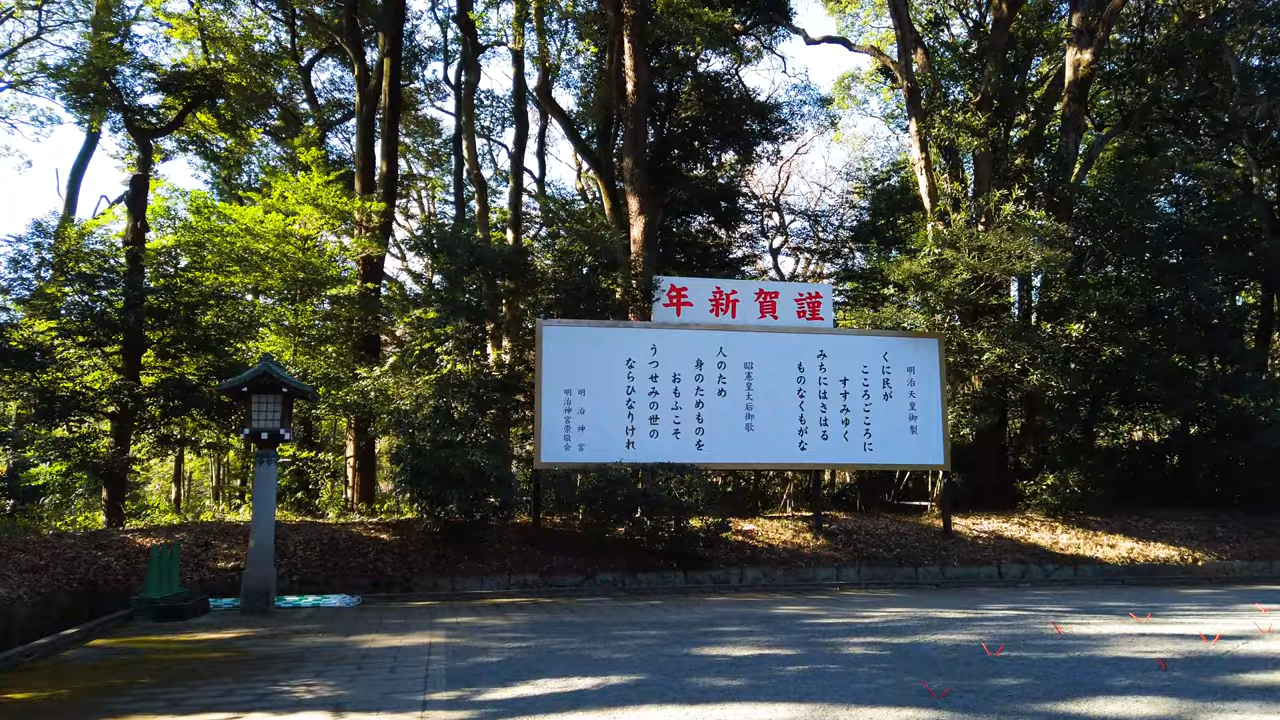 謹賀新年
明治天皇御製
くに民が
こころごころに
すすみゆく
みちにはさはる
ものなくもがな
昭憲皇太后御歌
人のため
身のためものを
おもふこそ
うつせみの世の
ならひなりけれ
明治神宮
明治神宮崇敬会